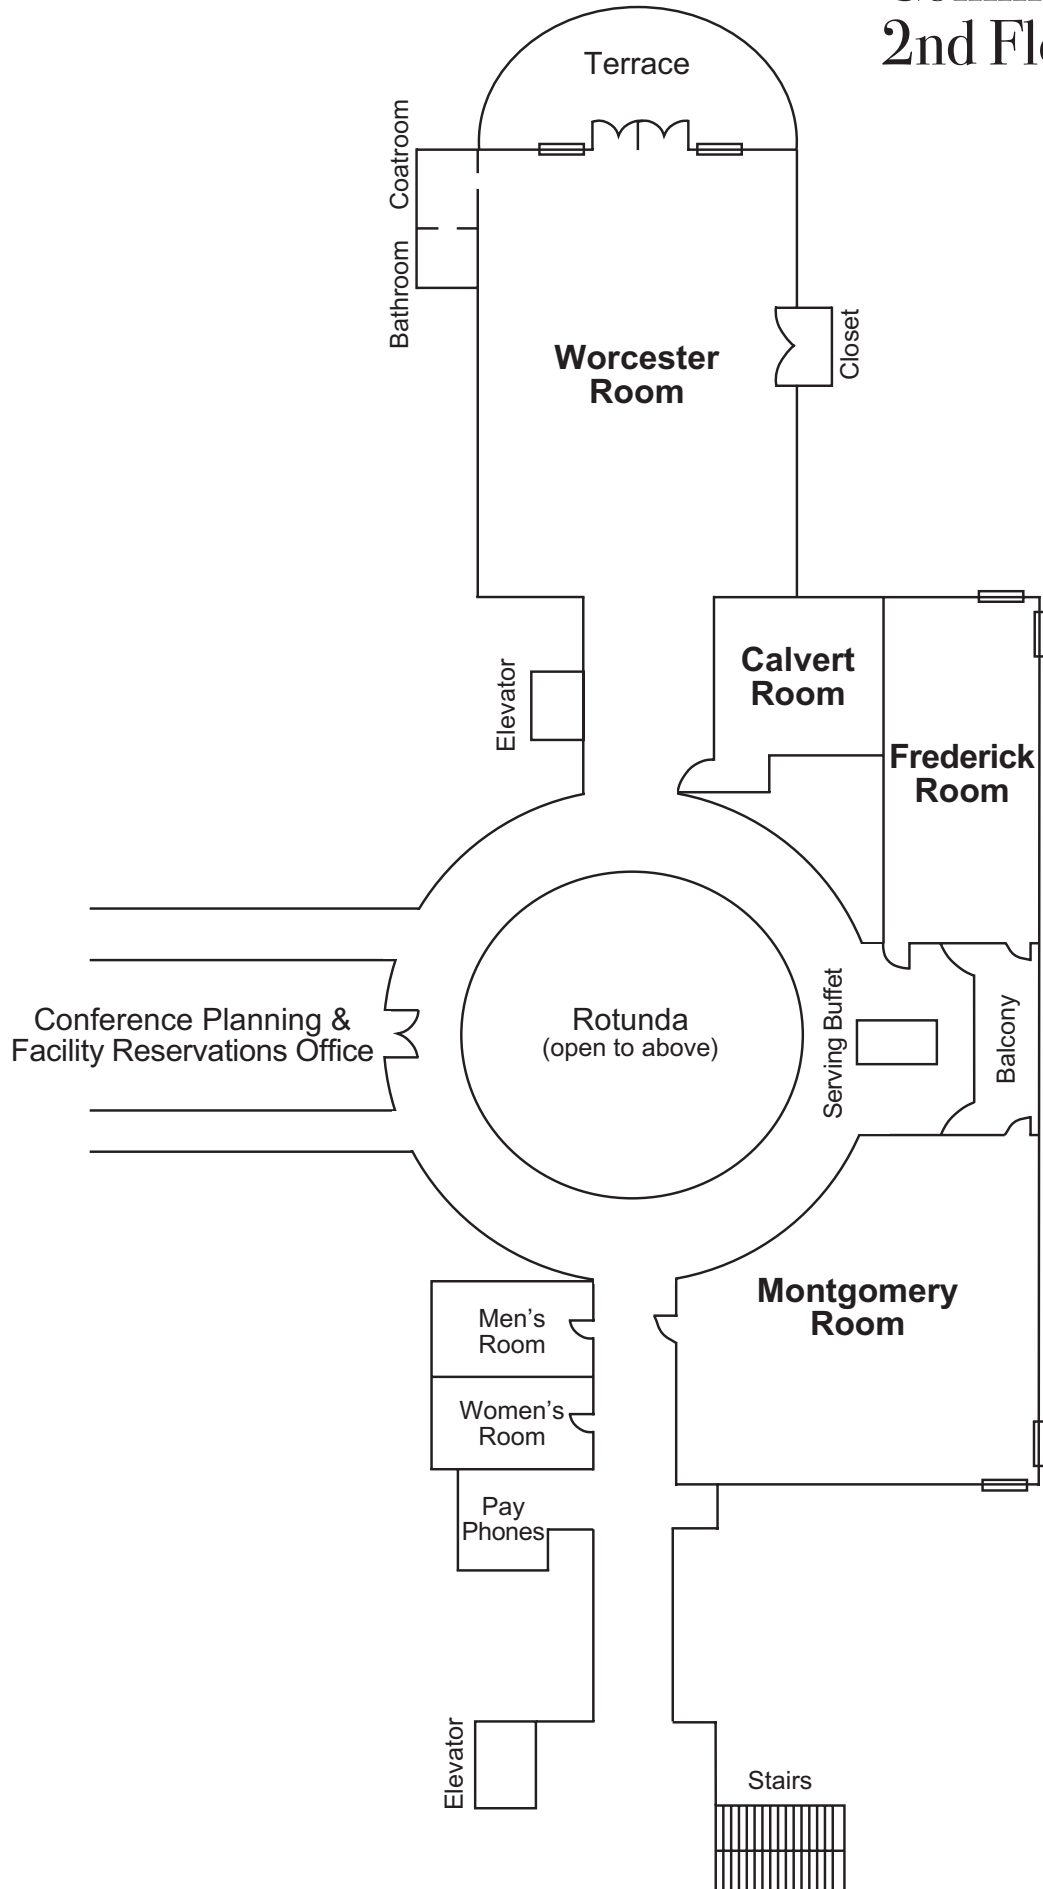 2nd
Terrace
Coatroom
Bathroom
Worcester
Room
Closet
Elevator
Calvert
Room
Frederick
Room
Conference Planning &
Facility Reservations Office
Rotunda
(open to above)
Serving Buffet
Balcony
Montgomery
Room
Men’s
Room
Women’s
Room
Pay
Phones
Elevator
Stairs